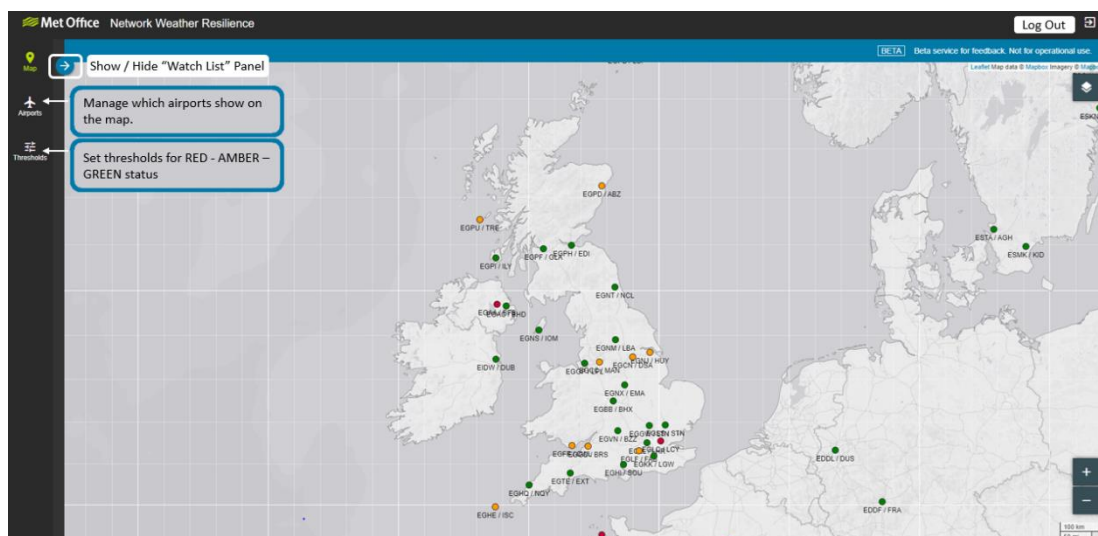 Met Office Network Weather Resilience
Log Out
Map
Show / Hide “Watch List” Panel
BETA Beta service for feedback. Not for operational use.
Leaflet Map data © Mapbox Imagery ©
Airports
Manage which airports show on
the map.
Thresholds
Set thresholds for RED - AMBER –
GREEN status
EGPD / ABZ
EGPU / TRE
ESTA / AGH
ESMK / KID
EGPH / EDI
EGPI / ILY
EGNT / NCL
EGNS / IOM
EGNM / LBA
EIDW / DUB
EGNX / EMA
EGBB / BHX
EGVN / BZZ
EDDL / DUS
EGKK / LGW
EGTE / EXT
EGHQ / NQY
EGHE / ISC
EDDF / FRA
+
−
100 km